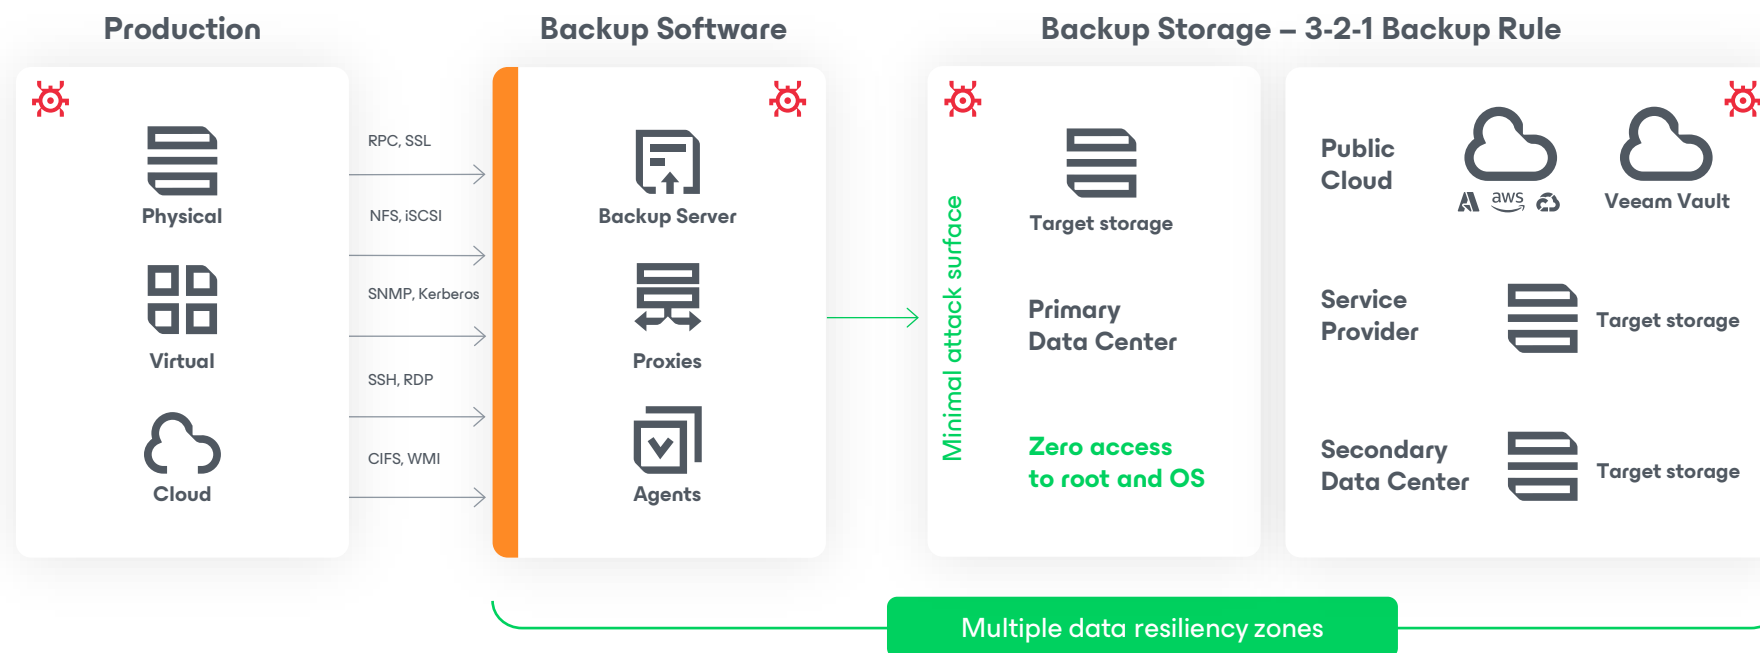 Production
Backup Software
Backup Storage – 3-2-1 Backup Rule
Physical
Virtual
Cloud
RPC, SSL
NFS, iSCSI
SNMP, Kerberos
SSH, RDP
CIFS, WMI
Backup Server
Proxies
Agents
Minimal attack surface
Target storage
Primary
Data Center
Zero access
to root and OS
Public
Cloud
aws
Veeam Vault
Service
Provider
Target storage
Secondary
Data Center
Target storage
Multiple data resiliency zones